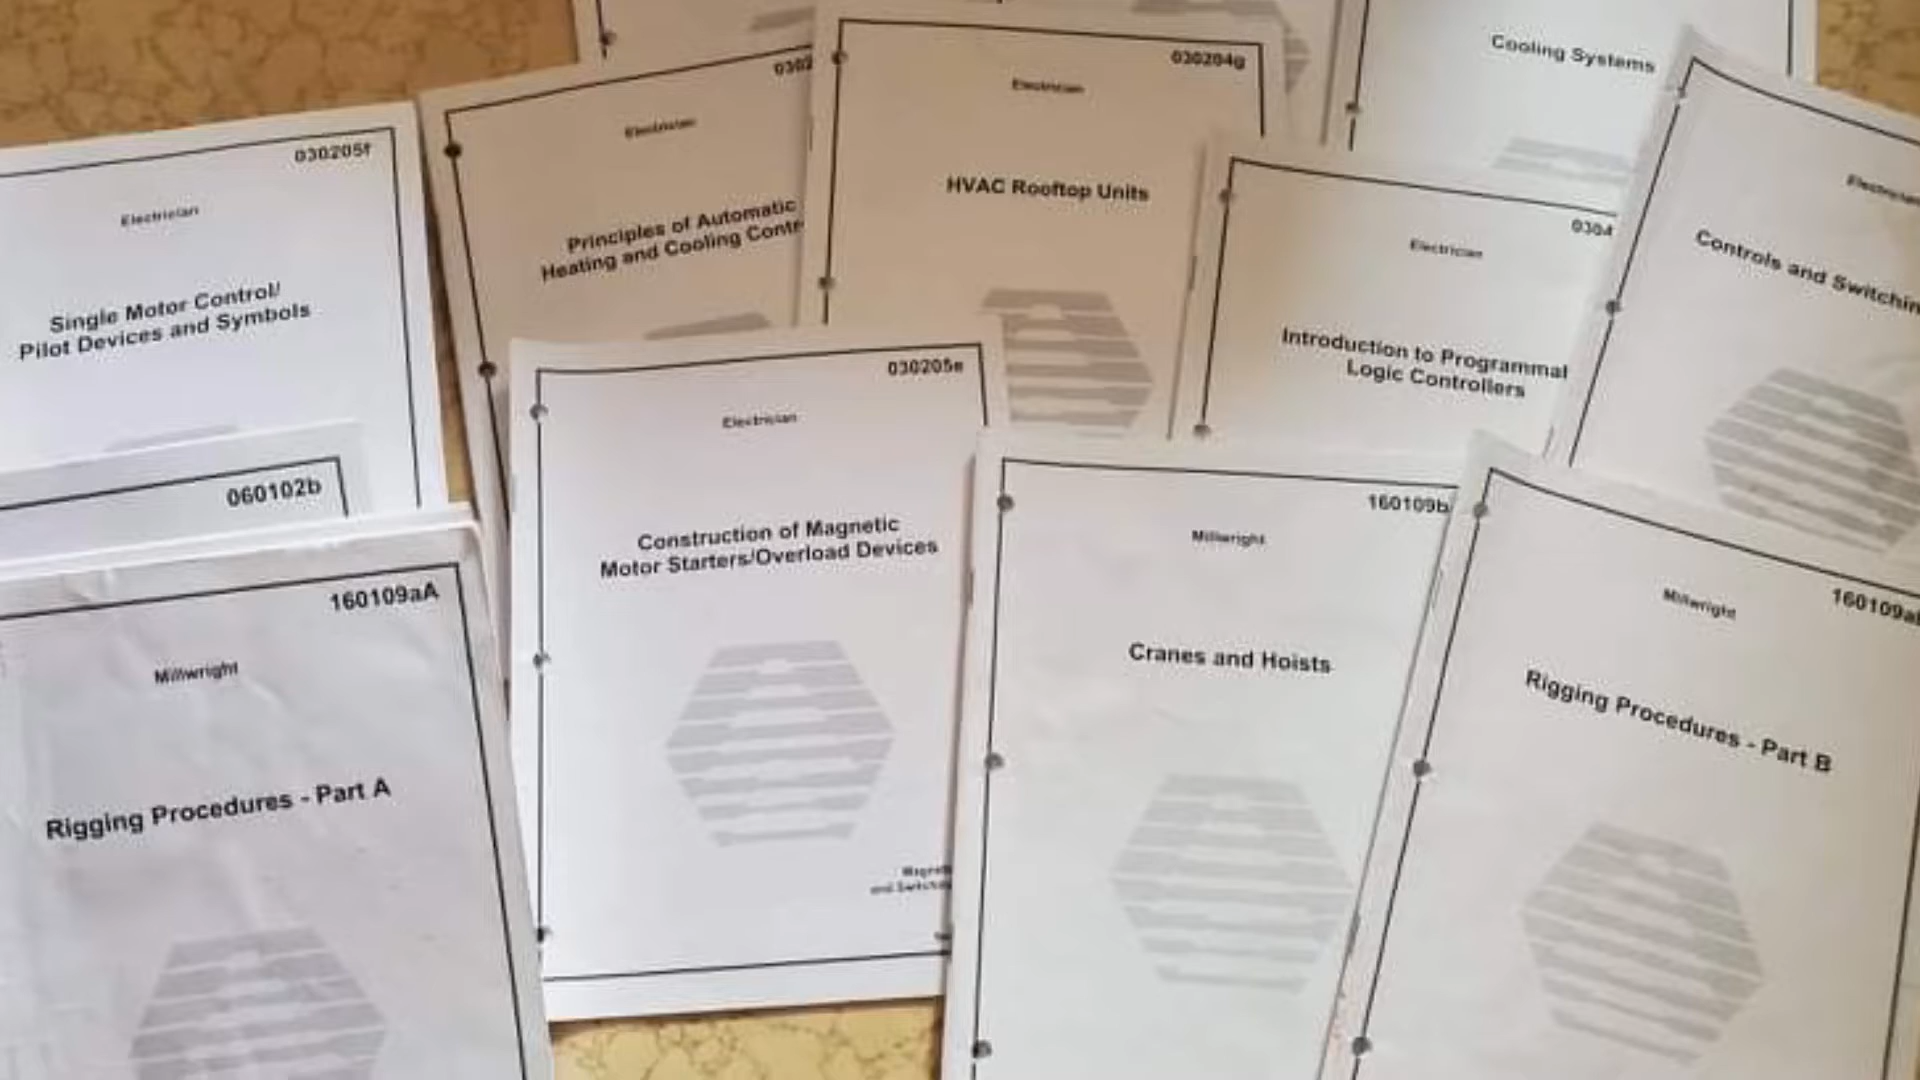 Cooling Systems
030204g
Electrician
HVAC Rooftop Units
0302
Electrician
Principles of Automatic
Heating and Cooling
030205f
Electrician
Single Motor Control/
Pilot Devices and Symbols
0304
Electrician
Introduction to
Logic Controllers
Controls and
060102b
030205e
Electrician
Construction of Magnetic
Motor Starters/Overload Devices
160109b
Millwright
Cranes and Hoists
Millwright
Rigging Procedures - Part B
160109aA
Millwright
Rigging Procedures - Part A